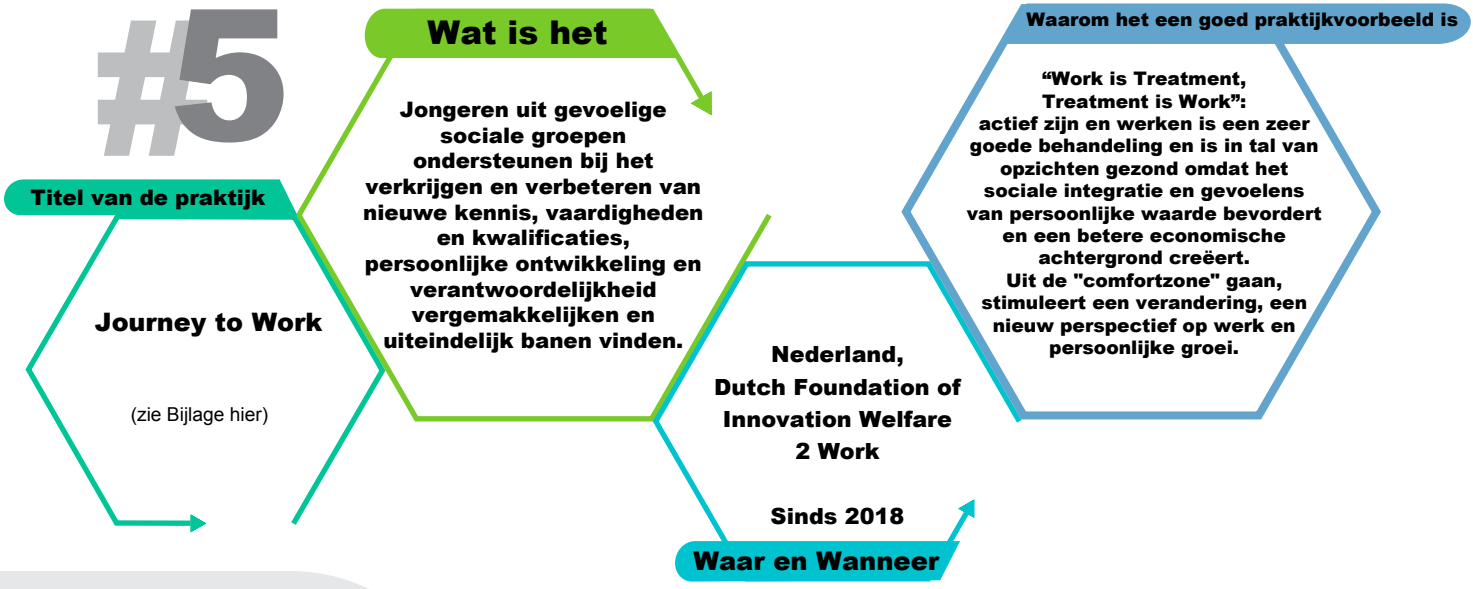 #5
Titel van de praktijk
Journey to Work
(zie Bijlage hier)
Wat is het
Jongeren uit gevoelige
sociale groepen
ondersteunen bij het
verkrijgen en verbeteren van
nieuwe kennis, vaardigheden
en kwalificaties,
persoonlijke ontwikkeling en
verantwoordelijkheid
vergemakkelijken en
uiteindelijk banen vinden.
Nederland,
Dutch Foundation of
Innovation Welfare
2 Work
Sinds 2018
Waar en Wanneer
Waarom het een goed praktijkvoorbeeld is
“Work is Treatment,
Treatment is Work”:
actief zijn en werken is een zeer
goede behandeling en is in tal van
opzichten gezond omdat het
sociale integratie en gevoelens
van persoonlijke waarde bevordert
en een betere economische
achtergrond creëert.
Uit de "comfortzone" gaan,
stimuleert een verandering, een
nieuw perspectief op werk en
persoonlijke groei.